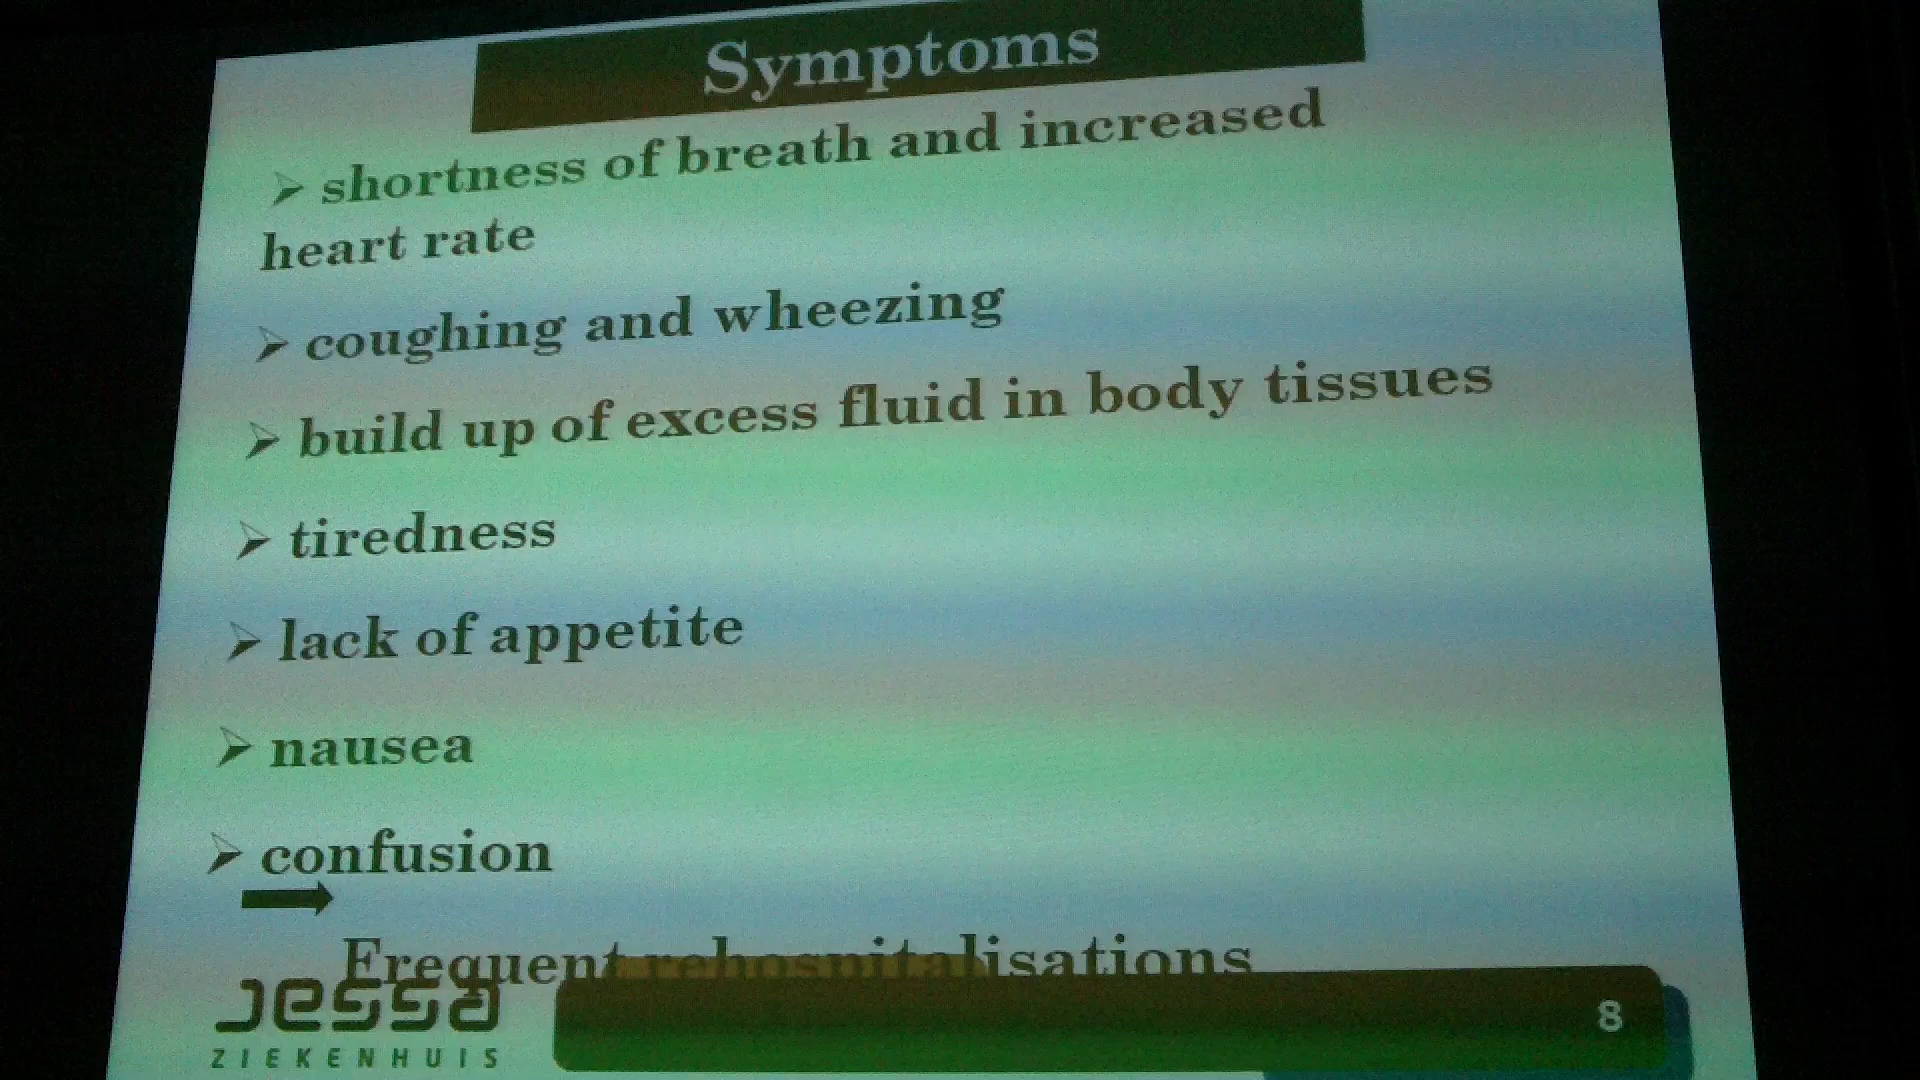 Symptoms
➢ shortness of breath and increased
heart rate
➢ coughing and wheezing
➢ build up of excess fluid in body tissues
➢ tiredness
➢ lack of appetite
➢ nausea
➢ confusion
Frequent rehospitalisations
jessa
ZIEKENHUIS
8